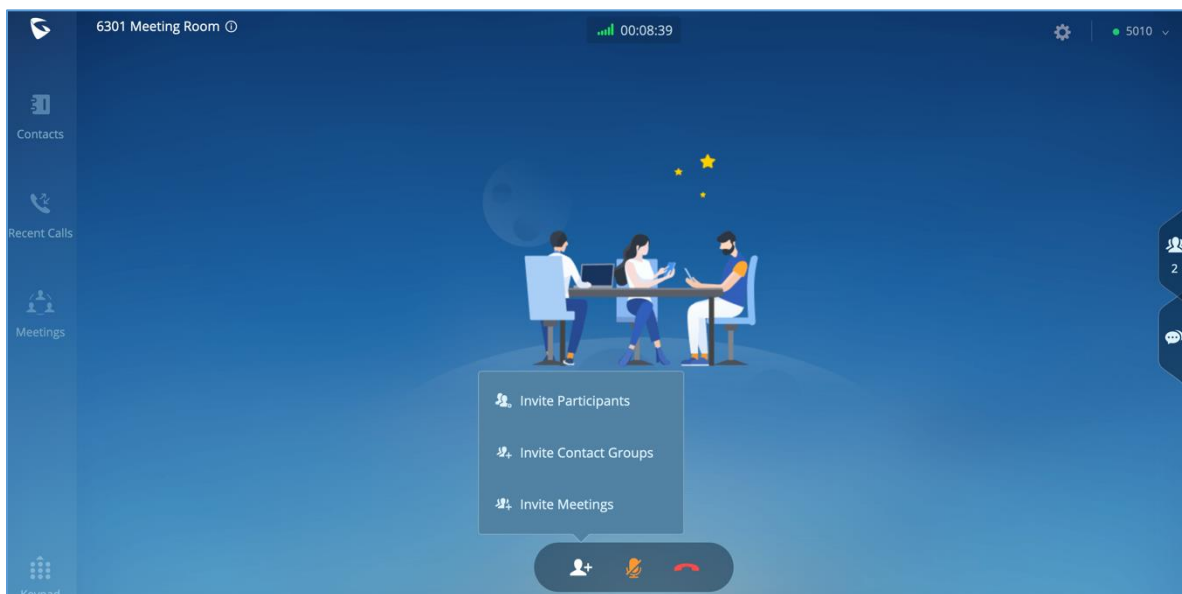 6301 Meeting Room
00:08:39
5010
Contacts
Recent Calls
Meetings
2
Invite Participants
Invite Contact Groups
Invite Meetings